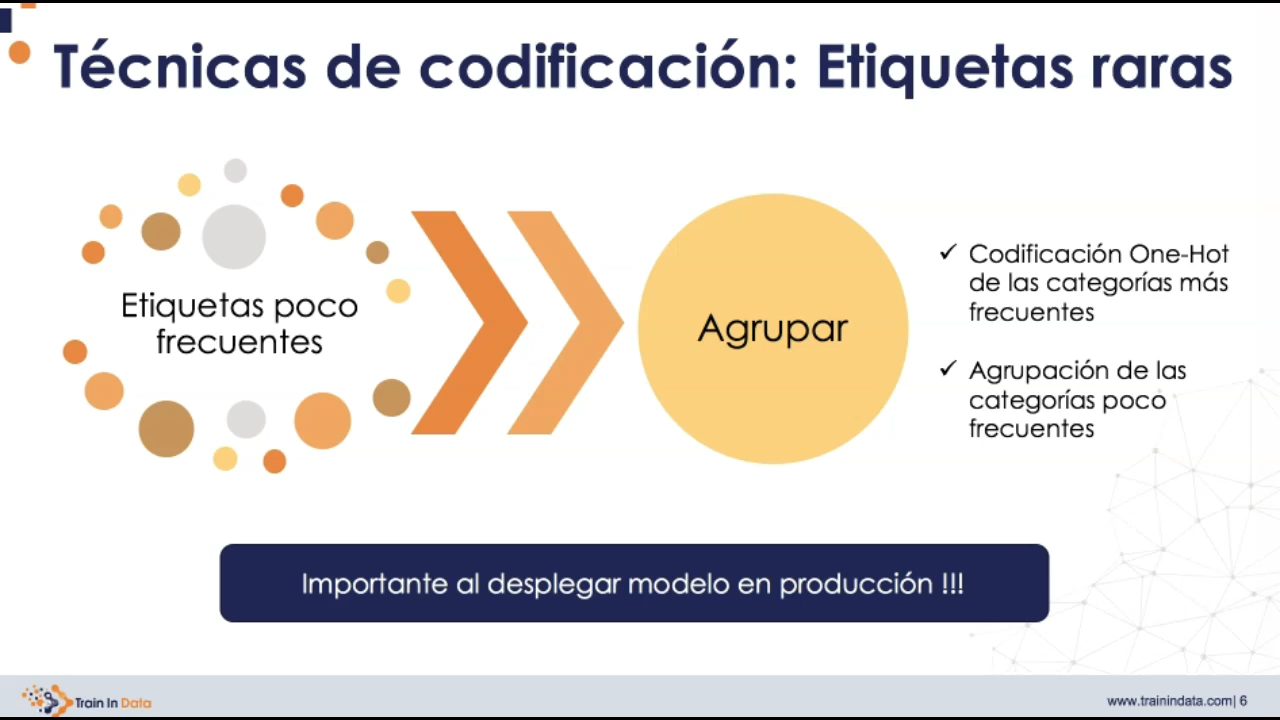 Técnicas de codificación: Etiquetas raras
Etiquetas poco
frecuentes
Agrupar
✓ Codificación One-Hot
de las categorías más
frecuentes
✓ Agrupación de las
categorías poco
frecuentes
Importante al desplegar modelo en producción !!!
Train In Data
www.trainindata.com| 6